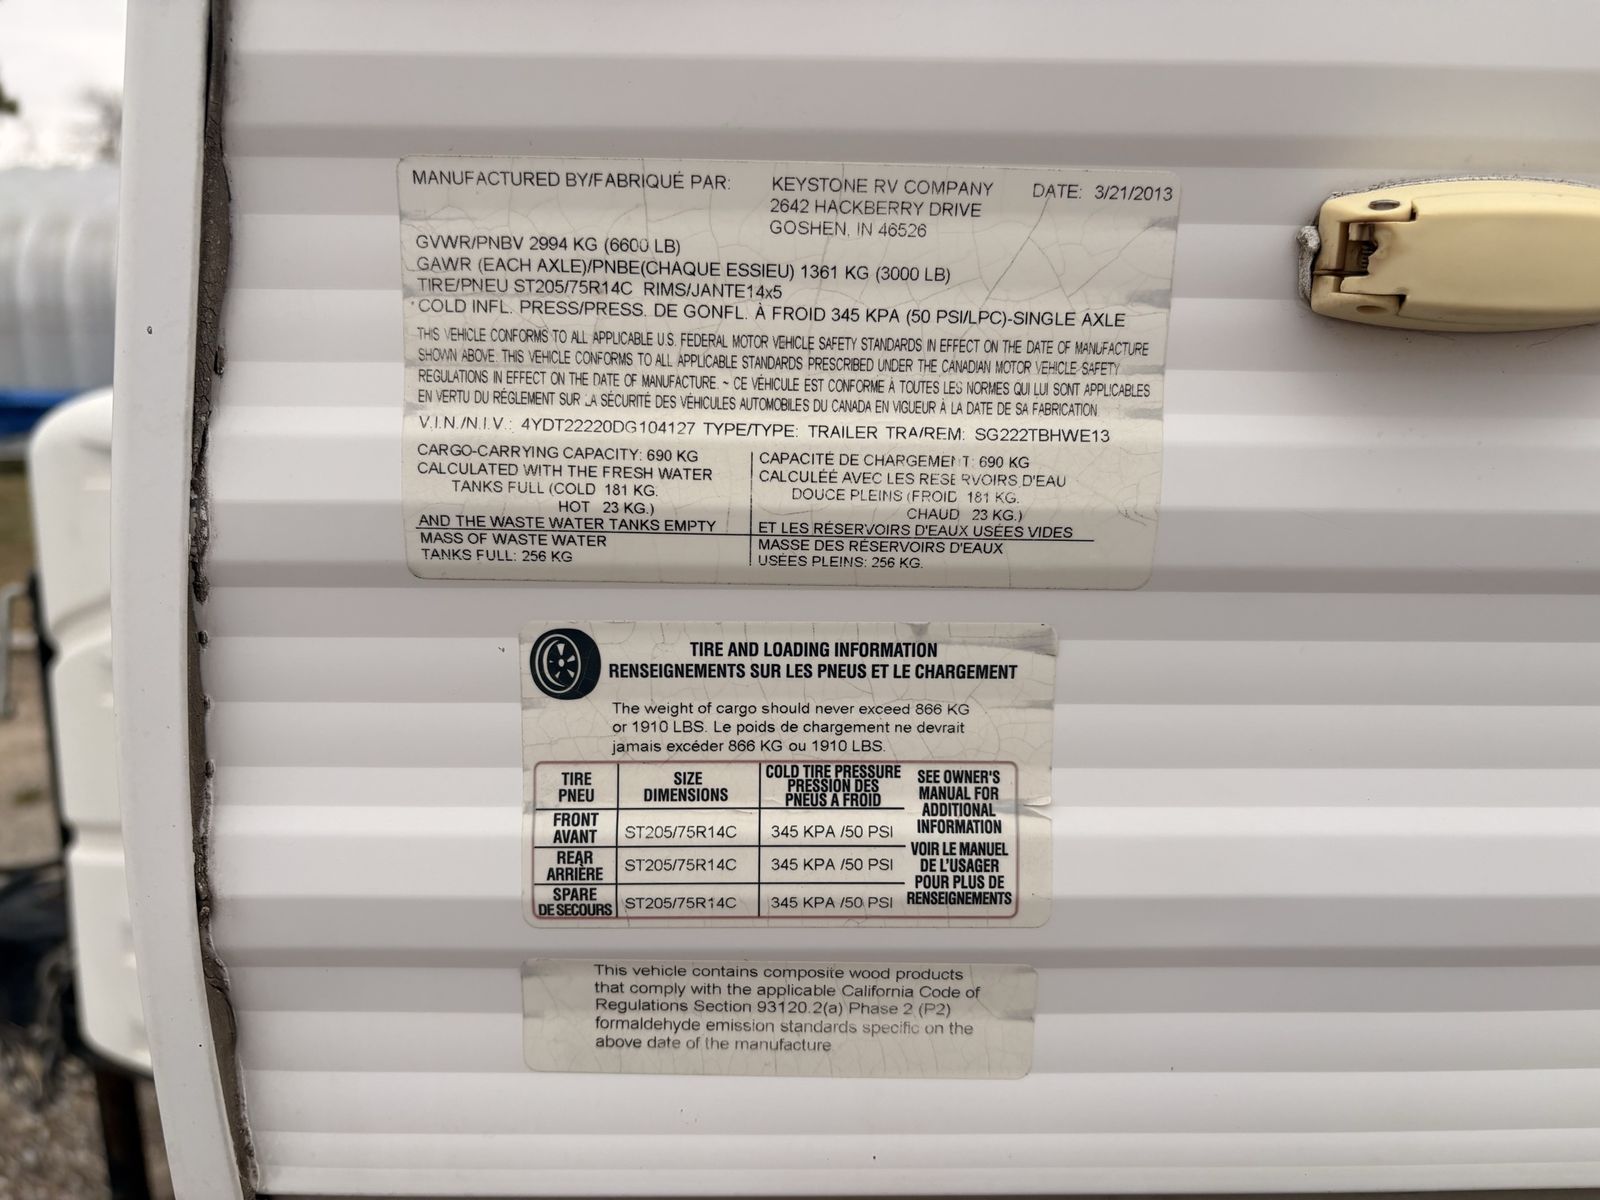 MANUFACTURED BY/FABRIQUÉ PAR: KEYSTONE RV COMPANY DATE: 3/21/2013
2642 HACKBERRY DRIVE
GOSHEN, IN 46526
GVWR/PNBV 2994 KG (6600 LB)
GAWR (EACH AXLE)/PNBE(CHAQUE ESSIEU) 1361 KG (3000 LB)
TIRE/PNEU ST205/75R14C RIMS/JANTE14x5
COLD INFL. PRESS/PRESS. DE GONFL. À FROID 345 KPA (50 PSI/LPC)-SINGLE AXLE
THIS VEHICLE CONFORMS TO ALL APPLICABLE U.S. FEDERAL MOTOR VEHICLE SAFETY STANDARDS IN EFFECT ON THE DATE OF MANUFACTURE
SHOWN ABOVE. THIS VEHICLE CONFORMS TO ALL APPLICABLE STANDARDS PRESCRIBED UNDER THE CANADIAN MOTOR VEHICLE SAFETY
REGULATIONS IN EFFECT ON THE DATE OF MANUFACTURE. ~ CE VÉHICULE EST CONFORME À TOUTES LES NORMES QUI LUI SONT APPLICABLES
EN VERTU DU RÉGLEMENT SUR LA SÉCURITÉ DES VÉHICULES AUTOMOBILES DU CANADA EN VIGUEUR À LA DATE DE SA FABRICATION
V.I.N./N.I.V.: 4YDT22220DG104127 TYPE/TYPE: TRAILER TRA/REM: SG222TBHWE13
CARGO-CARRYING CAPACITY: 690 KG
CALCULATED WITH THE FRESH WATER
TANKS FULL (COLD 181 KG.
HOT 23 KG.)
AND THE WASTE WATER TANKS EMPTY
MASS OF WASTE WATER
TANKS FULL: 256 KG
CAPACITÉ DE CHARGEMENT: 690 KG
CALCULÉE AVEC LES RESERVOIRS D'EAU
DOUCE PLEINS (FROID 181 KG.
CHAUD 23 KG.)
ET LES RÉSERVOIRS D'EAUX USÉES VIDES
MASSE DES RÉSERVOIRS D'EAUX
USÉES PLEINS: 256 KG.
TIRE AND LOADING INFORMATION
RENSEIGNEMENTS SUR LES PNEUS ET LE CHARGEMENT
The weight of cargo should never exceed 866 KG
or 1910 LBS. Le poids de chargement ne devrait
jamais excéder 866 KG ou 1910 LBS.
TIRE
PNEU
SIZE
DIMENSIONS
COLD TIRE PRESSURE
PRESSION DES
PNEUS A FROID
FRONT
AVANT
ST205/75R14C
345 KPA /50 PSI
REAR
ARRIÈRE
ST205/75R14C
345 KPA /50 PSI
SPARE
DE SECOURS
ST205/75R14C
345 KPA /50 PSI
SEE OWNER'S
MANUAL FOR
ADDITIONAL
INFORMATION
VOIR LE MANUEL
DE L'USAGER
POUR PLUS DE
RENSEIGNEMENTS
This vehicle contains composite wood products
that comply with the applicable California Code of
Regulations Section 93120.2(a) Phase 2 (P2)
formaldehyde emission standards specific on the
above date of the manufacture